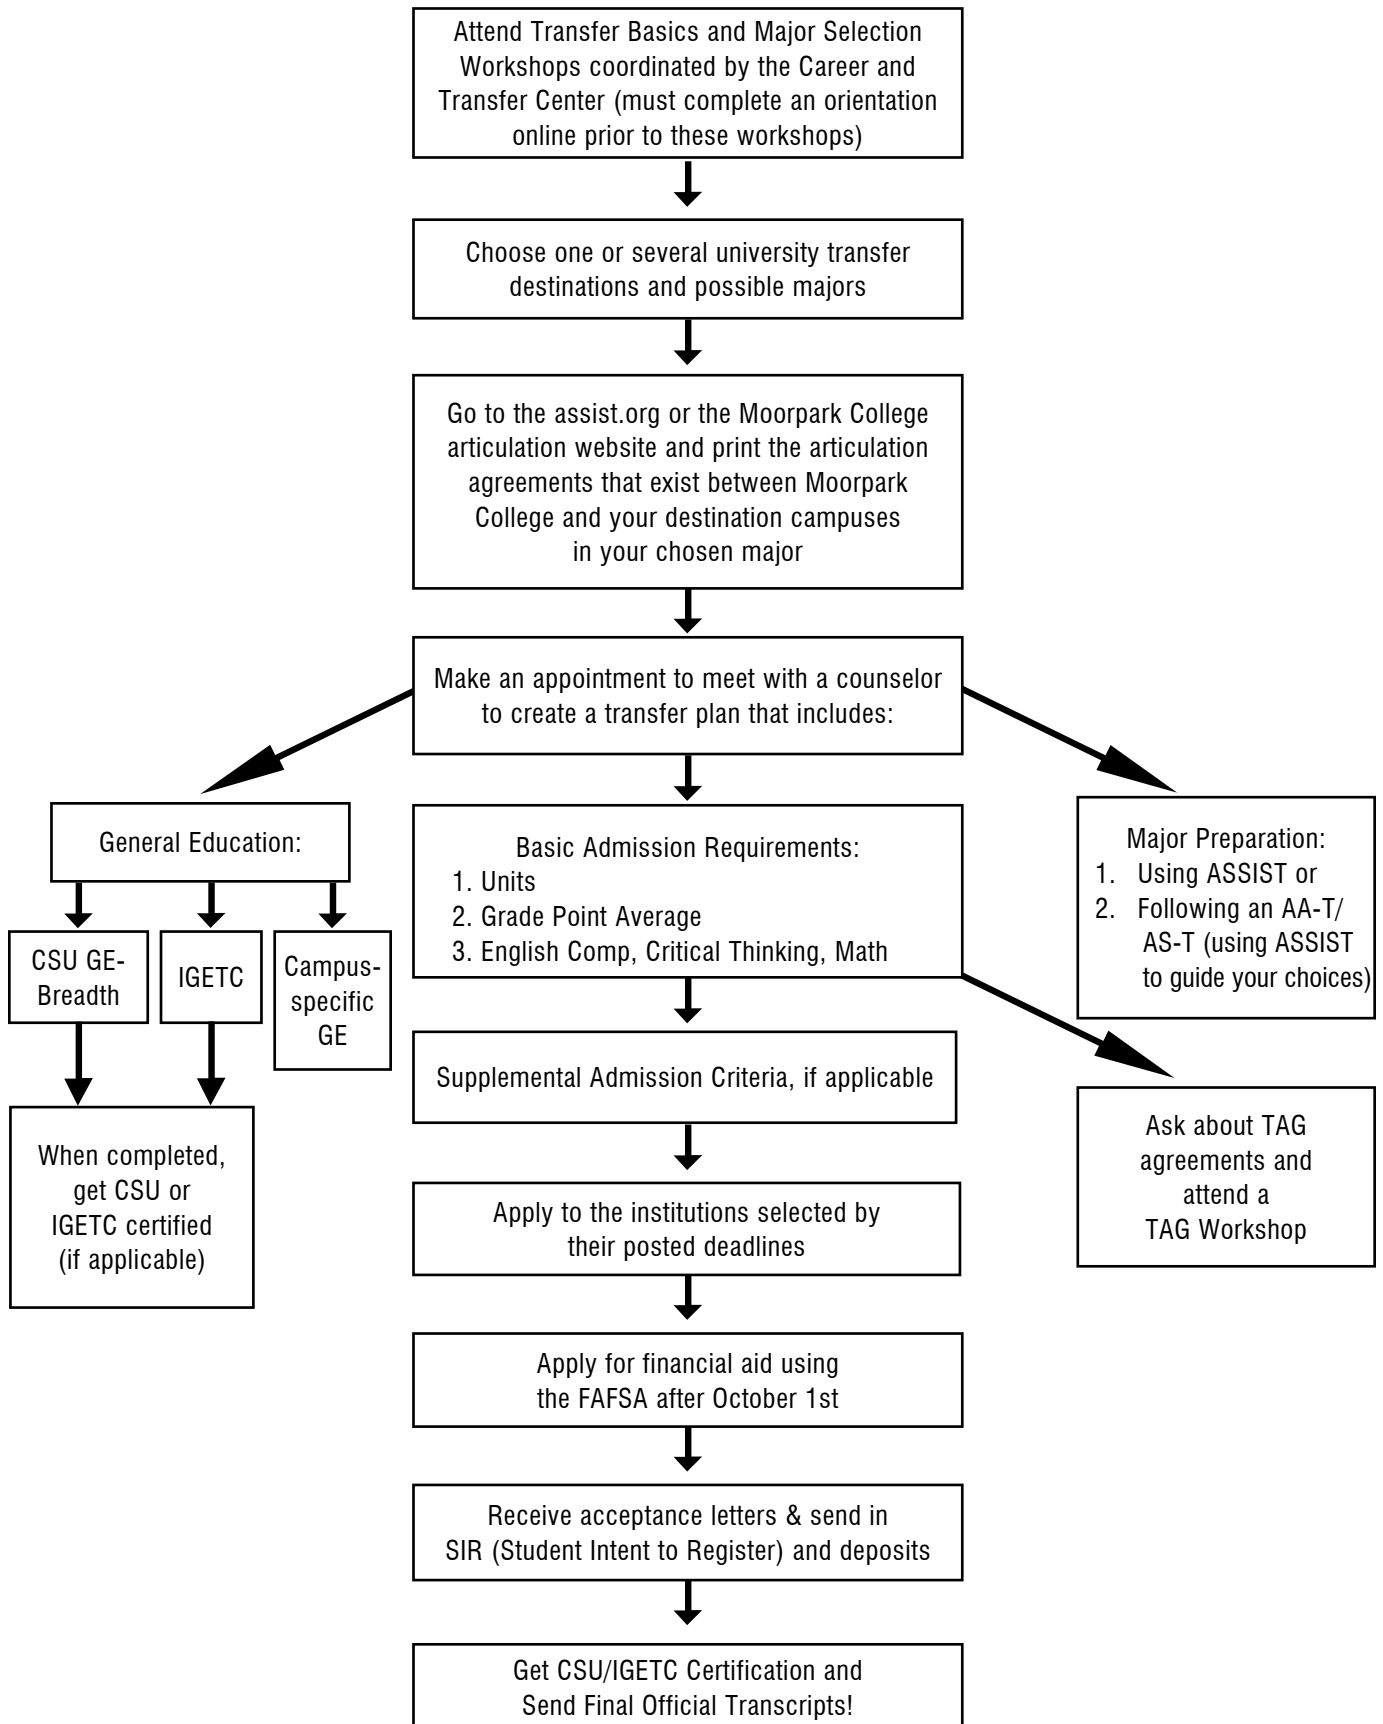 Attend Transfer Basics and Major Selection
Workshops coordinated by the Career and
Transfer Center (must complete an orientation
online prior to these workshops)
Choose one or several university transfer
destinations and possible majors
Go to the assist.org or the Moorpark College
articulation website and print the articulation
agreements that exist between Moorpark
College and your destination campuses
in your chosen major
Make an appointment to meet with a counselor
to create a transfer plan that includes:
General Education:
CSU GE-
Breadth
IGETC
Campus-
specific
GE
When completed,
get CSU or
IGETC certified
(if applicable)
Basic Admission Requirements:
1. Units
2. Grade Point Average
3. English Comp, Critical Thinking, Math
Major Preparation:
1. Using ASSIST or
2. Following an AA-T/
AS-T (using ASSIST
to guide your choices)
Ask about TAG
agreements and
attend a
TAG Workshop
Supplemental Admission Criteria, if applicable
Apply to the institutions selected by
their posted deadlines
Apply for financial aid using
the FAFSA after October 1st
Receive acceptance letters & send in
SIR (Student Intent to Register) and deposits
Get CSU/IGETC Certification and
Send Final Official Transcripts!